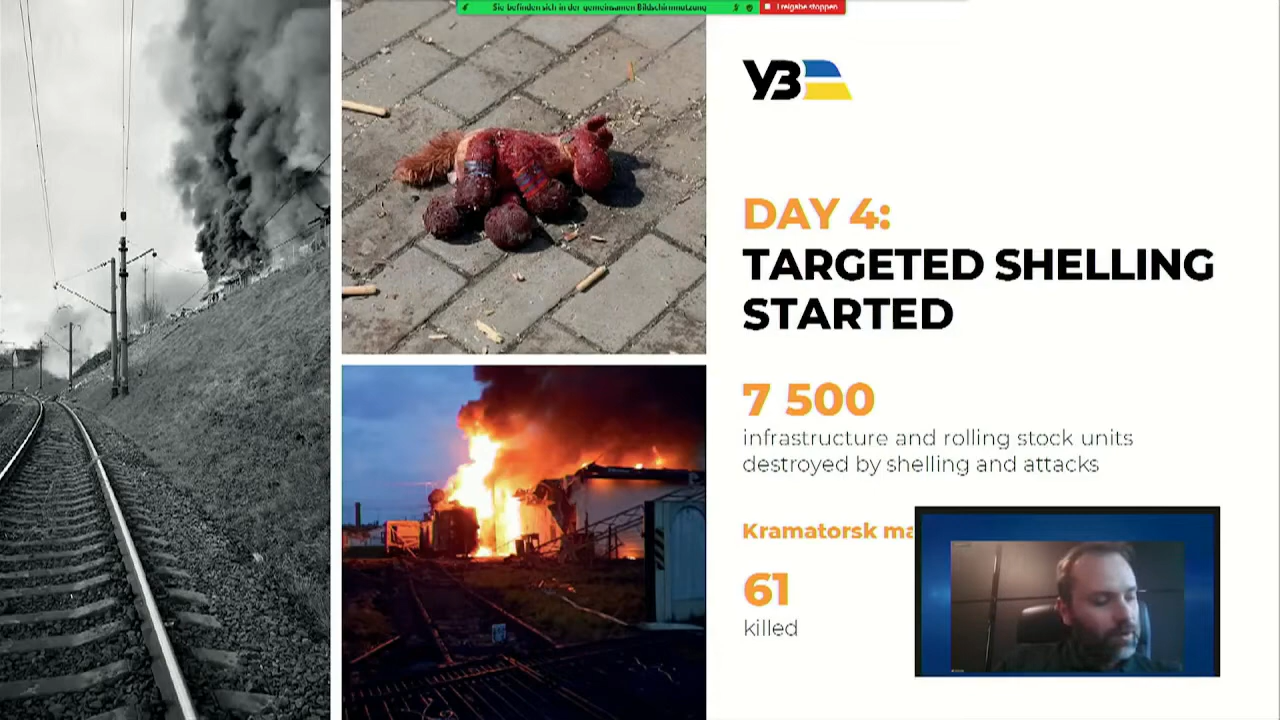 Sie befinden sich in der gemeinsamen Bildschirmnutzung
Freigabe stoppen
УЗ
DAY 4:
TARGETED SHELLING
STARTED
7 500
infrastructure and rolling stock units
destroyed by shelling and attacks
Kramatorsk
61
killed